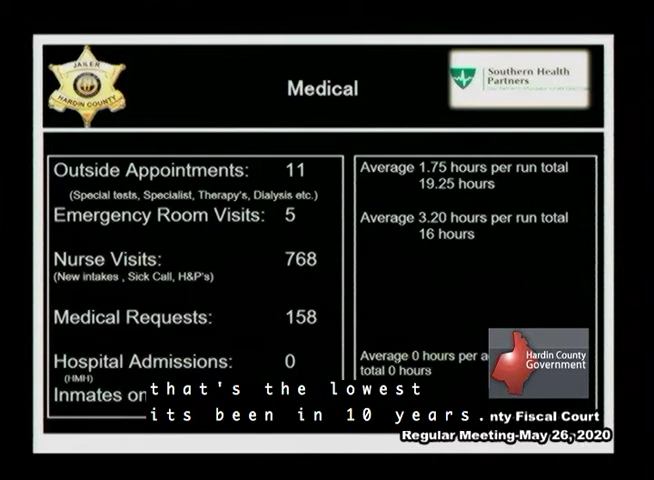 JAILER
HARDIN COUNTY
Medical
Southern Health
Partners
Outside Appointments: 11
(Special tests, Specialist, Therapy's, Dialysis etc.)
Emergency Room Visits: 5
Nurse Visits: 768
(New intakes , Sick Call, H&P's)
Medical Requests: 158
Hospital Admissions: 0
(HMH)
Inmates on
Average 1.75 hours per run total
19.25 hours
Average 3.20 hours per run total
16 hours
Average 0 hours per a
total 0 hours
Hardin County
Government
that's the lowest
its been in 10 years.
nty Fiscal Court
Regular Meeting-May 26, 2020